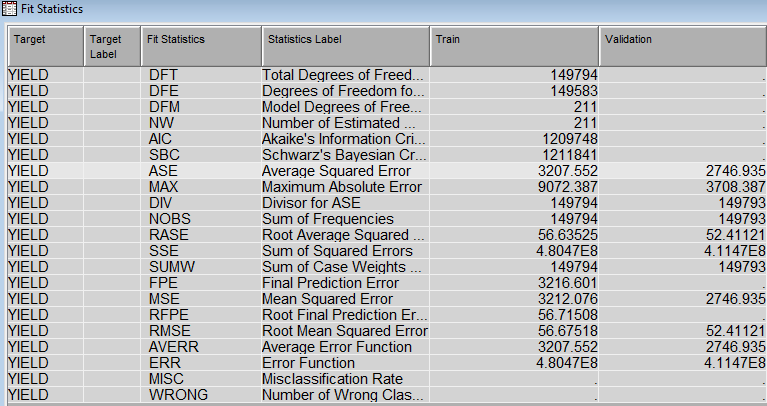 Fit Statistics
Target Target Label Fit Statistics Statistics Label Train Validation
YIELD DFT Total Degrees of Freed... 149794 .
YIELD DFE Degrees of Freedom fo... 149583 .
YIELD DFM Model Degrees of Free... 211 .
YIELD NW Number of Estimated ... 211 .
YIELD AIC Akaike's Information Cri... 1209748 .
YIELD SBC Schwarz's Bayesian Cr... 1211841 .
YIELD ASE Average Squared Error 3207.552 2746.935
YIELD MAX Maximum Absolute Error 9072.387 3708.387
YIELD DIV Divisor for ASE 149794 149793
YIELD NOBS Sum of Frequencies 149794 149793
YIELD RASE Root Average Squared ... 56.63525 52.41121
YIELD SSE Sum of Squared Errors 4.8047E8 4.1147E8
YIELD SUMW Sum of Case Weights ... 149794 149793
YIELD FPE Final Prediction Error 3216.601 .
YIELD MSE Mean Squared Error 3212.076 2746.935
YIELD RFPE Root Final Prediction Er... 56.71508 .
YIELD RMSE Root Mean Squared Error 56.67518 52.41121
YIELD AVERR Average Error Function 3207.552 2746.935
YIELD ERR Error Function 4.8047E8 4.1147E8
YIELD MISC Misclassification Rate . .
YIELD WRONG Number of Wrong Clas... . .